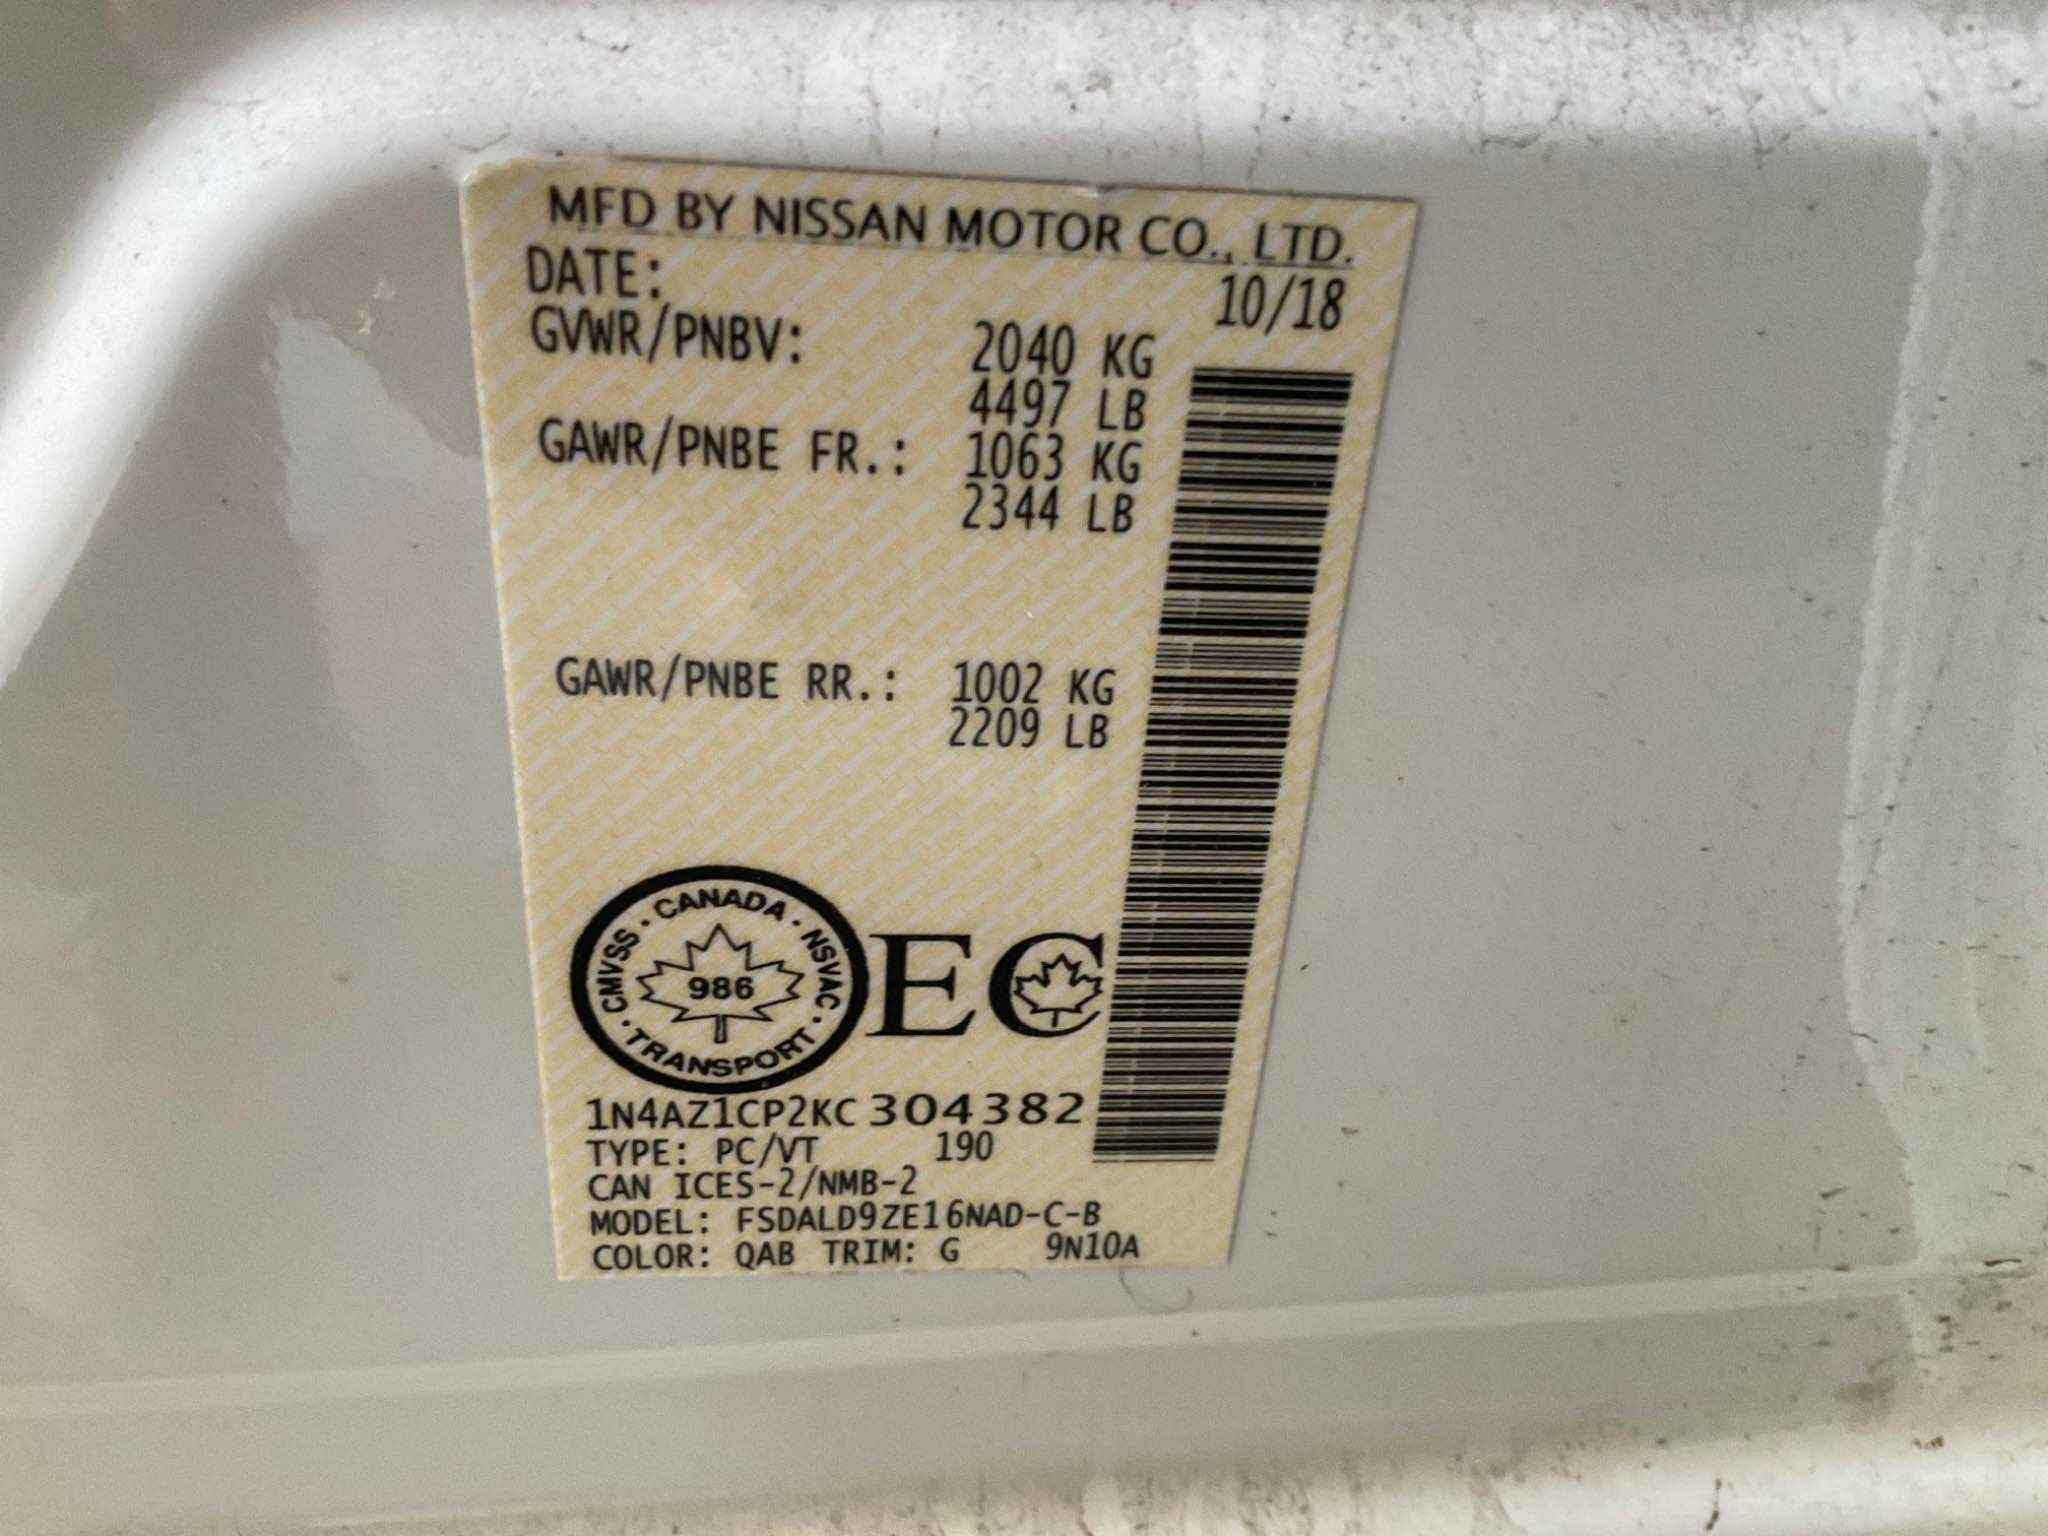 MFD BY NISSAN MOTOR CO., LTD.
DATE: 10/18
GVWR/PNBV: 2040 KG
4497 LB
GAWR/PNBE FR.: 1063 KG
2344 LB
GAWR/PNBE RR.: 1002 KG
2209 LB
CANADA
CMVSS · NSVAC
986
TRANSPORT
EC
1N4AZ1CP2KC304382
TYPE: PC/VT 190
CAN ICES-2/NMB-2
MODEL: FSDALD9ZE16NAD-C-B
COLOR: QAB TRIM: G 9N10A